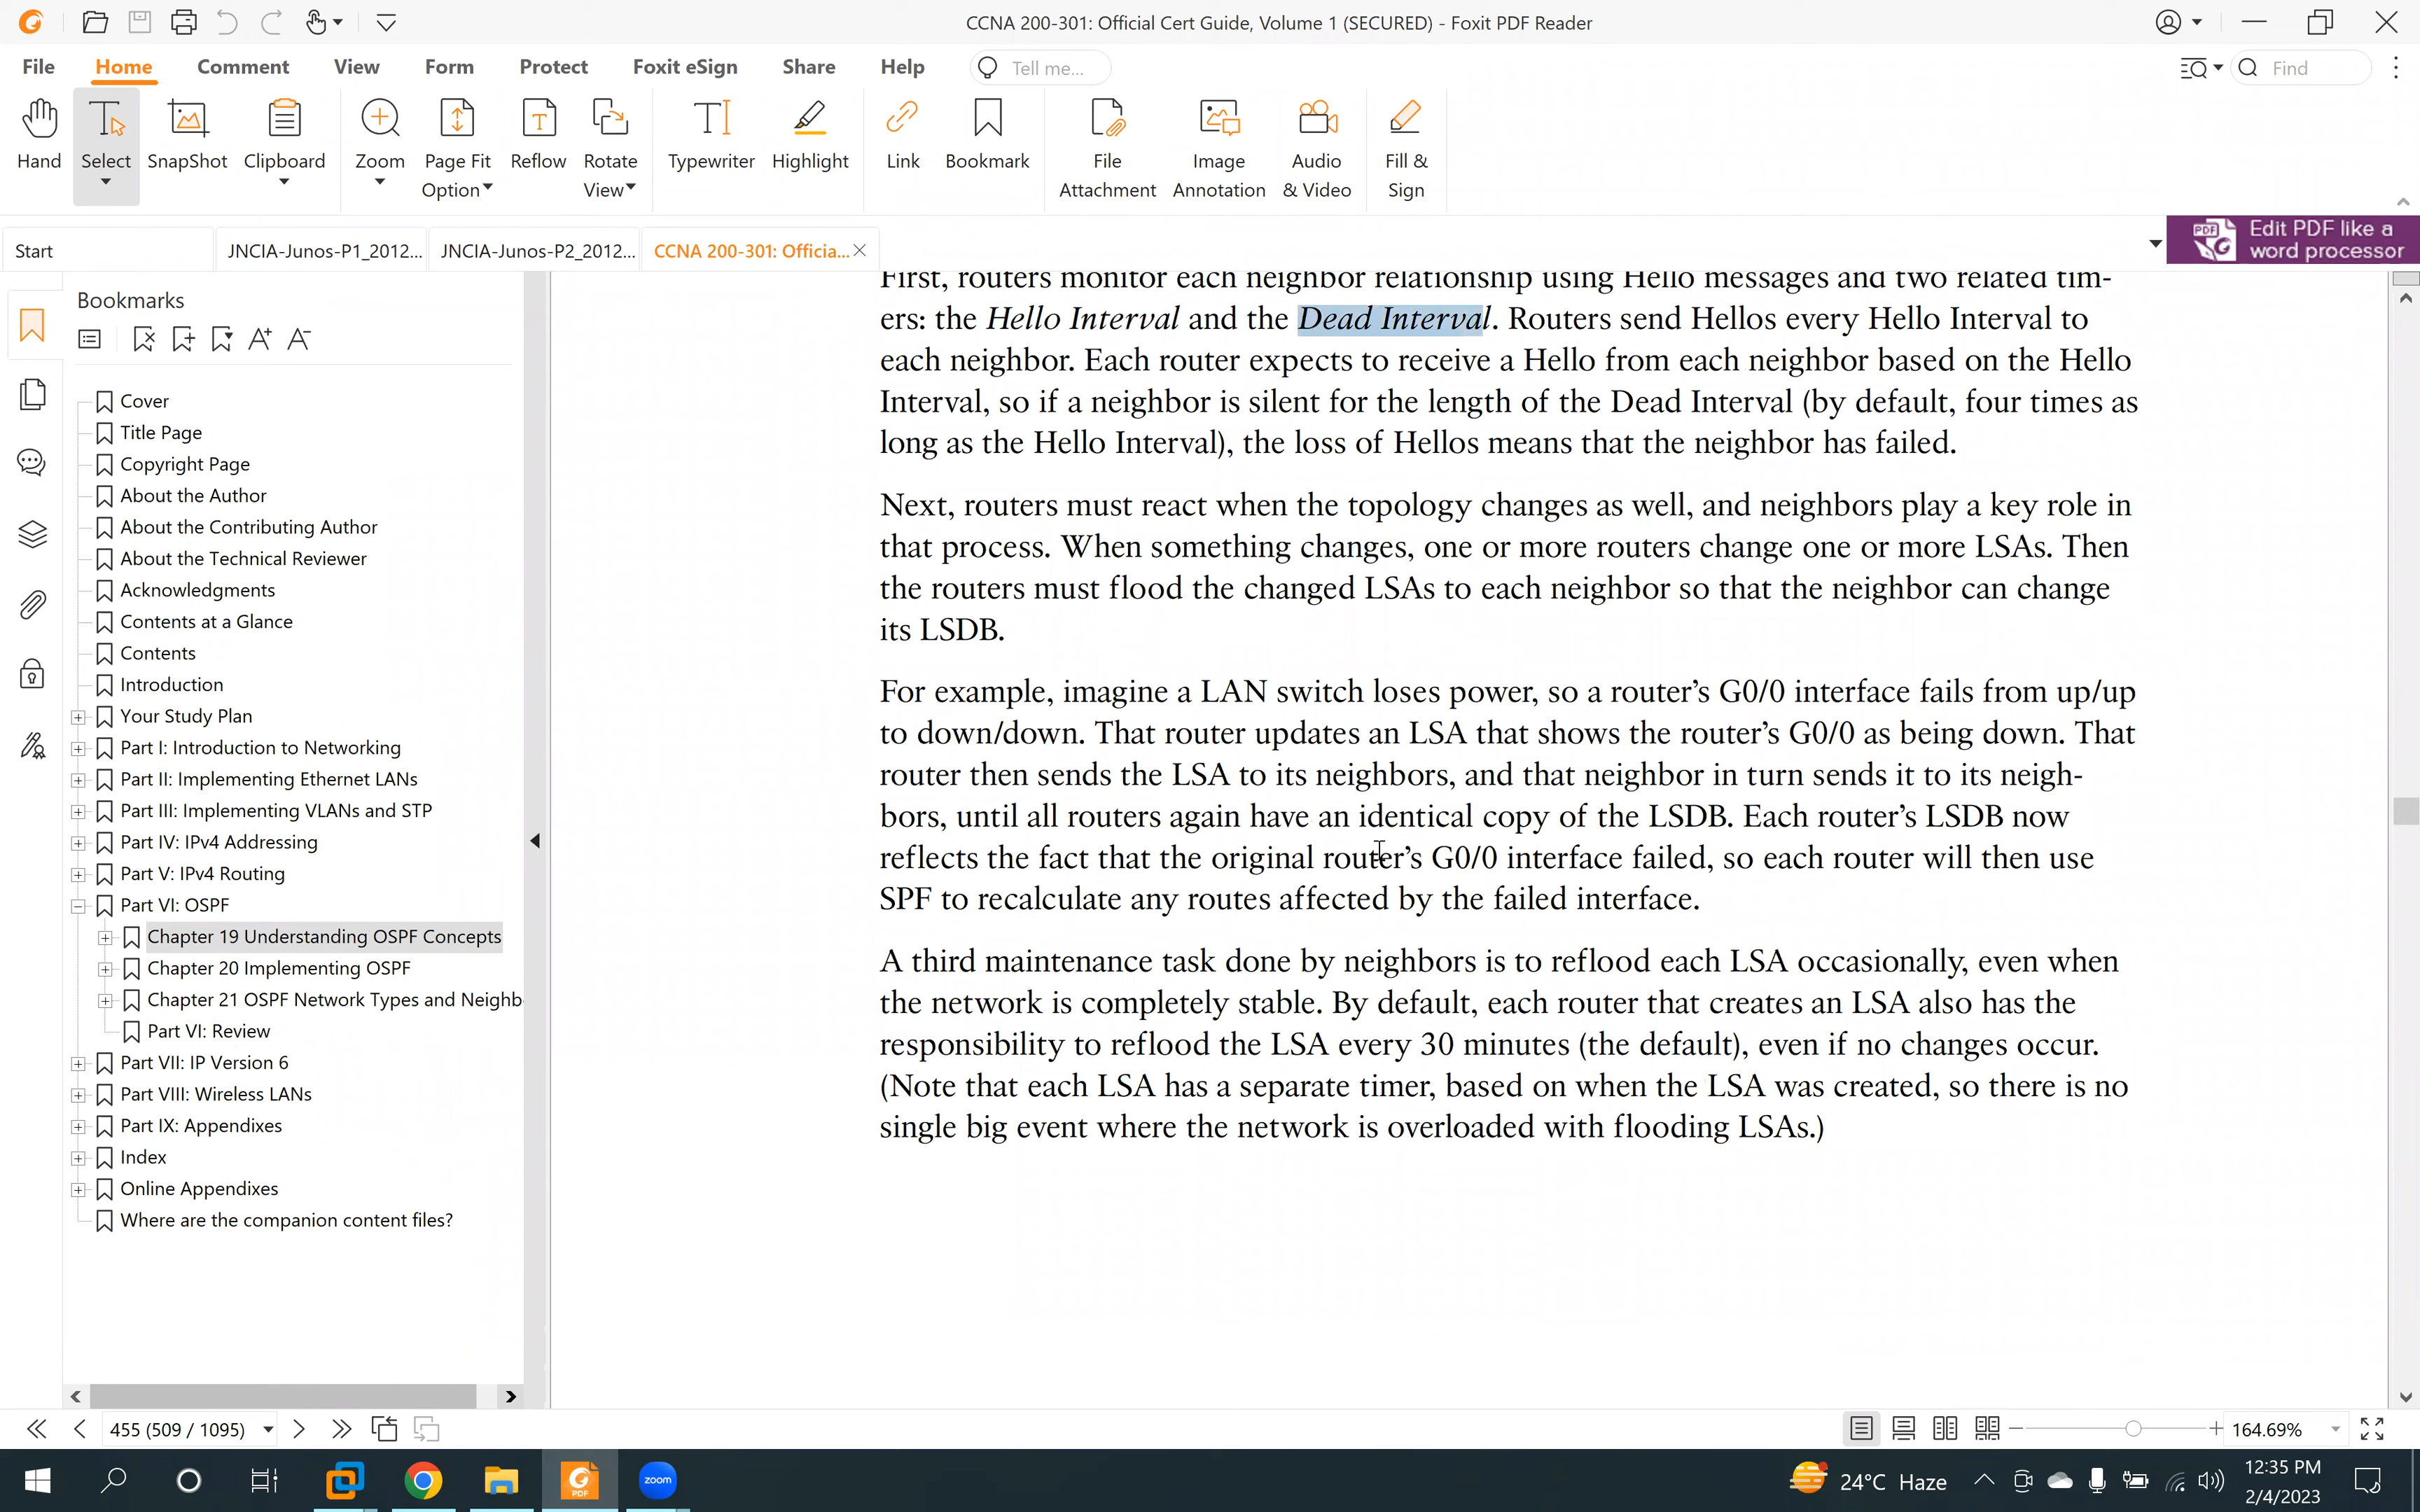 CCNA 200-301: Official Cert Guide, Volume 1 (SECURED) - Foxit PDF Reader
File Home Comment View Form Protect Foxit eSign Share Help Tell me... Find
Hand Select SnapShot Clipboard Zoom Page Fit Option Reflow Rotate View Typewriter Highlight Link Bookmark File Attachment Image Annotation Audio & Video Fill & Sign
Start JNCIA-Junos-P1_2012... JNCIA-Junos-P2_2012... CCNA 200-301: Officia...
Edit PDF like a
word processor
Bookmarks
Cover
Title Page
Copyright Page
About the Author
About the Contributing Author
About the Technical Reviewer
Acknowledgments
Contents at a Glance
Contents
Introduction
Your Study Plan
Part I: Introduction to Networking
Part II: Implementing Ethernet LANs
Part III: Implementing VLANs and STP
Part IV: IPv4 Addressing
Part V: IPv4 Routing
Part VI: OSPF
Chapter 19 Understanding OSPF Concepts
Chapter 20 Implementing OSPF
Chapter 21 OSPF Network Types and Neighb
Part VI: Review
Part VII: IP Version 6
Part VIII: Wireless LANs
Part IX: Appendixes
Index
Online Appendixes
Where are the companion content files?
First, routers monitor each neighbor relationship using Hello messages and two related tim-
ers: the Hello Interval and the Dead Interval. Routers send Hellos every Hello Interval to
each neighbor. Each router expects to receive a Hello from each neighbor based on the Hello
Interval, so if a neighbor is silent for the length of the Dead Interval (by default, four times as
long as the Hello Interval), the loss of Hellos means that the neighbor has failed.
Next, routers must react when the topology changes as well, and neighbors play a key role in
that process. When something changes, one or more routers change one or more LSAs. Then
the routers must flood the changed LSAs to each neighbor so that the neighbor can change
its LSDB.
For example, imagine a LAN switch loses power, so a router’s G0/0 interface fails from up/up
to down/down. That router updates an LSA that shows the router’s G0/0 as being down. That
router then sends the LSA to its neighbors, and that neighbor in turn sends it to its neigh-
bors, until all routers again have an identical copy of the LSDB. Each router’s LSDB now
reflects the fact that the original router’s G0/0 interface failed, so each router will then use
SPF to recalculate any routes affected by the failed interface.
A third maintenance task done by neighbors is to reflood each LSA occasionally, even when
the network is completely stable. By default, each router that creates an LSA also has the
responsibility to reflood the LSA every 30 minutes (the default), even if no changes occur.
(Note that each LSA has a separate timer, based on when the LSA was created, so there is no
single big event where the network is overloaded with flooding LSAs.)
455 (509 / 1095)
164.69%
PDF
zoom
24°C Haze
12:35 PM
2/4/2023